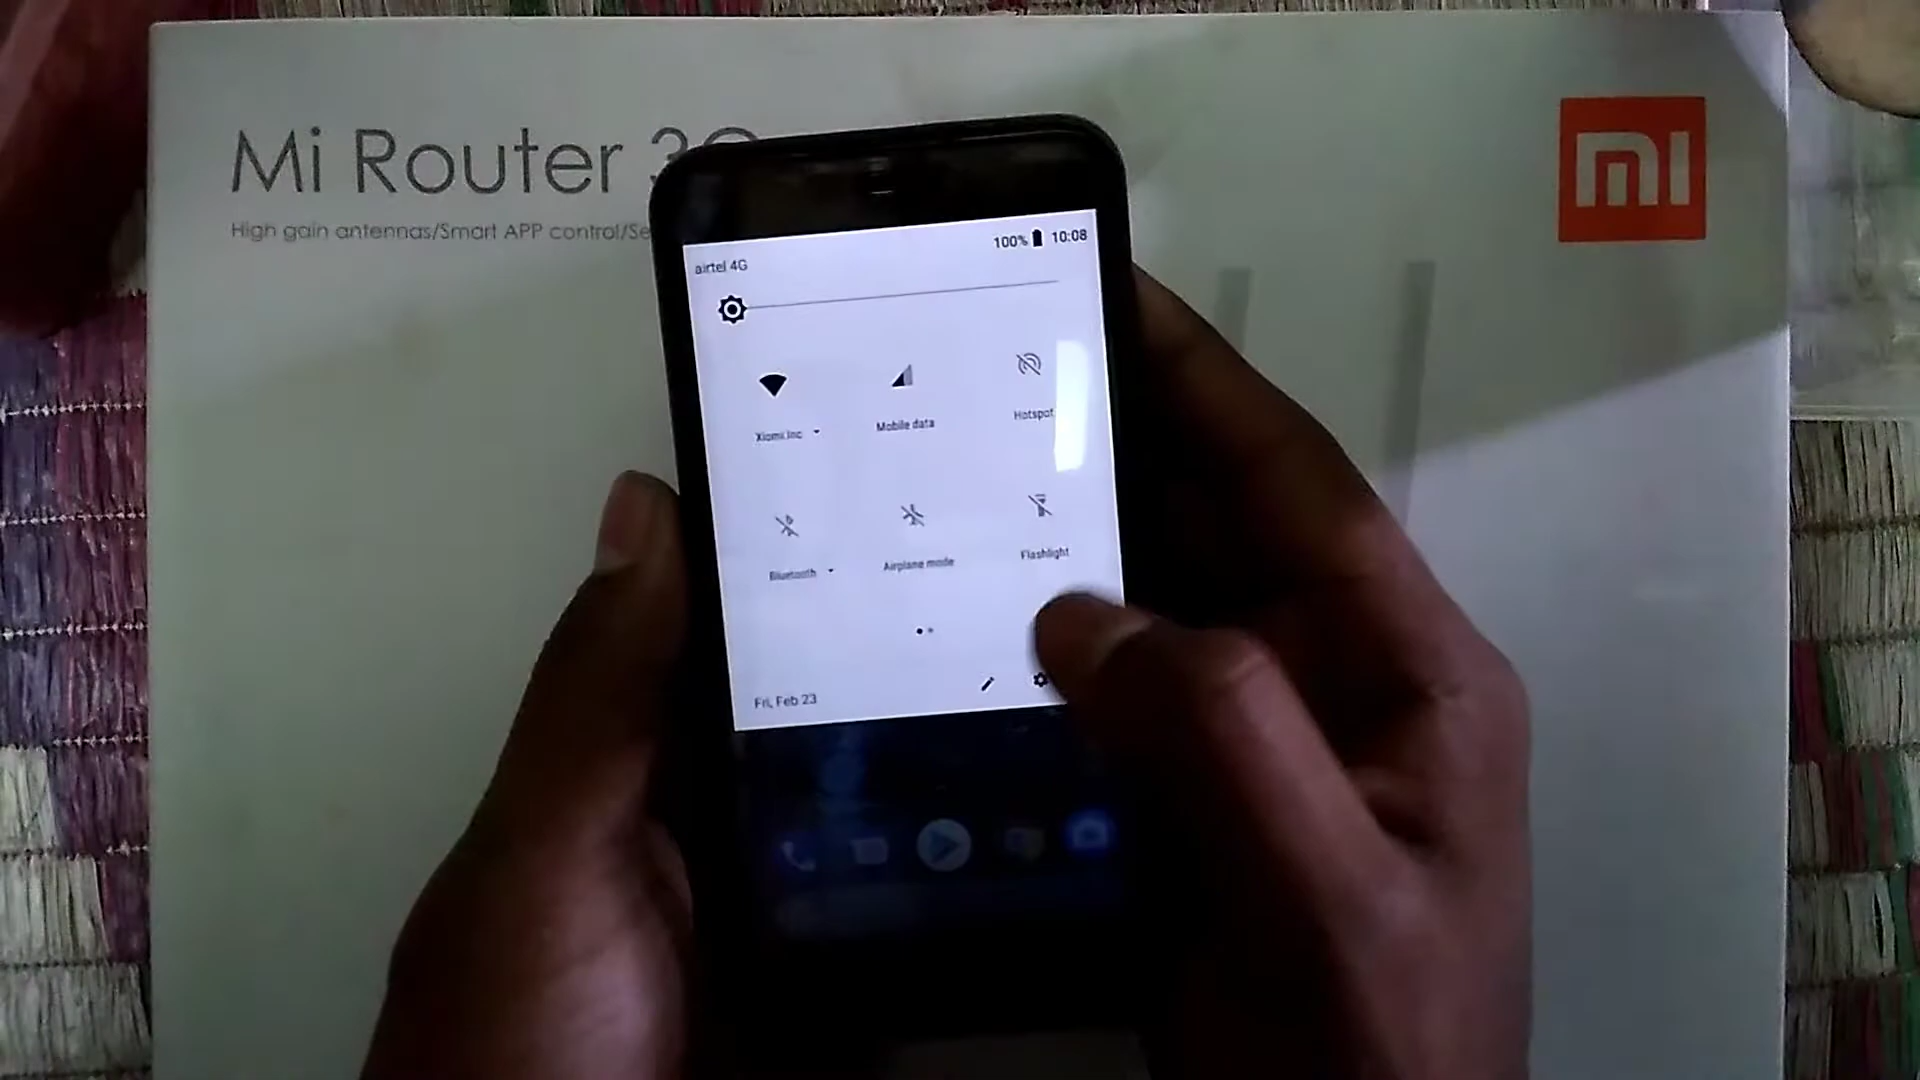 Mi Router 3
High gain antennas/Smart APP control/Se
mi
airtel 4G
100% 10:08
Xiomi.Inc
Mobile data
Hotspot
Bluetooth
Airplane mode
Flashlight
Fri, Feb 23